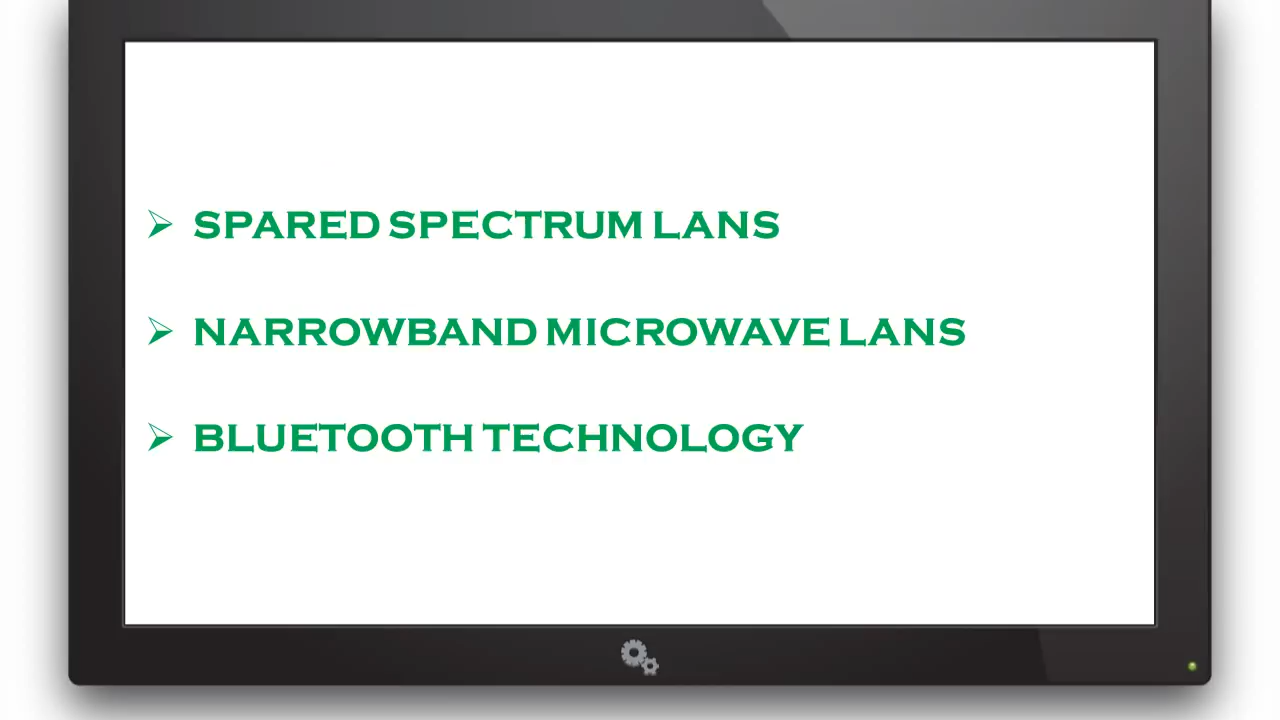 SPARED SPECTRUM LANS
NARROWBAND MICROWAVE LANS
BLUETOOTH TECHNOLOGY